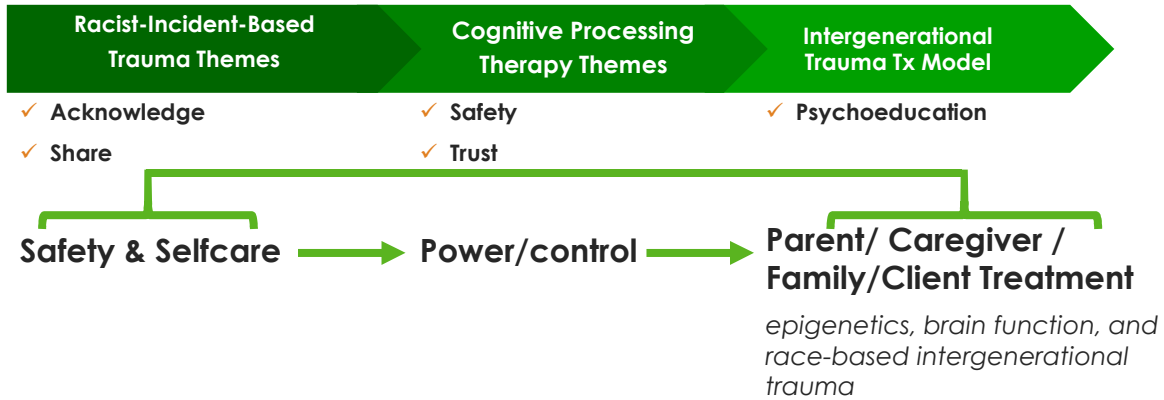 Racist-Incident-Based
Trauma Themes
Cognitive Processing
Therapy Themes
Intergenerational
Trauma Tx Model
✓ Acknowledge
✓ Share
✓ Safety
✓ Trust
✓ Psychoeducation
Safety & Selfcare
Power/control
Parent/ Caregiver /
Family/Client Treatment
epigenetics, brain function, and
race-based intergenerational
trauma